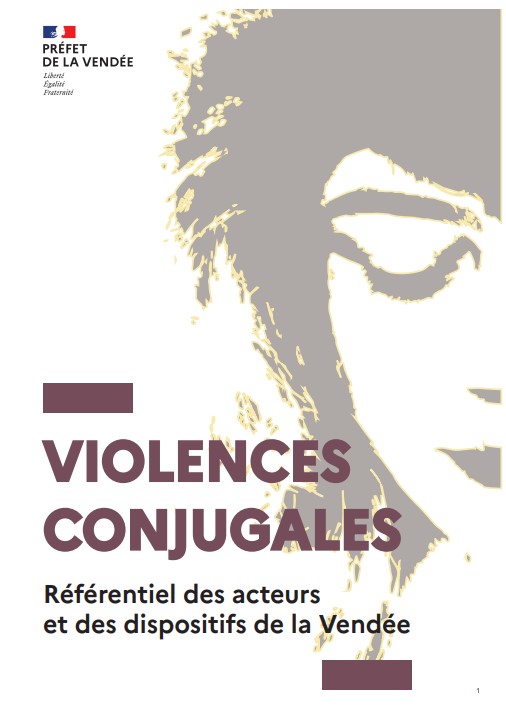 PRÉFET
DE LA VENDÉE
Liberté
Égalité
Fraternité
VIOLENCES
CONJUGALES
Référentiel des acteurs
et des dispositifs de la Vendée
1